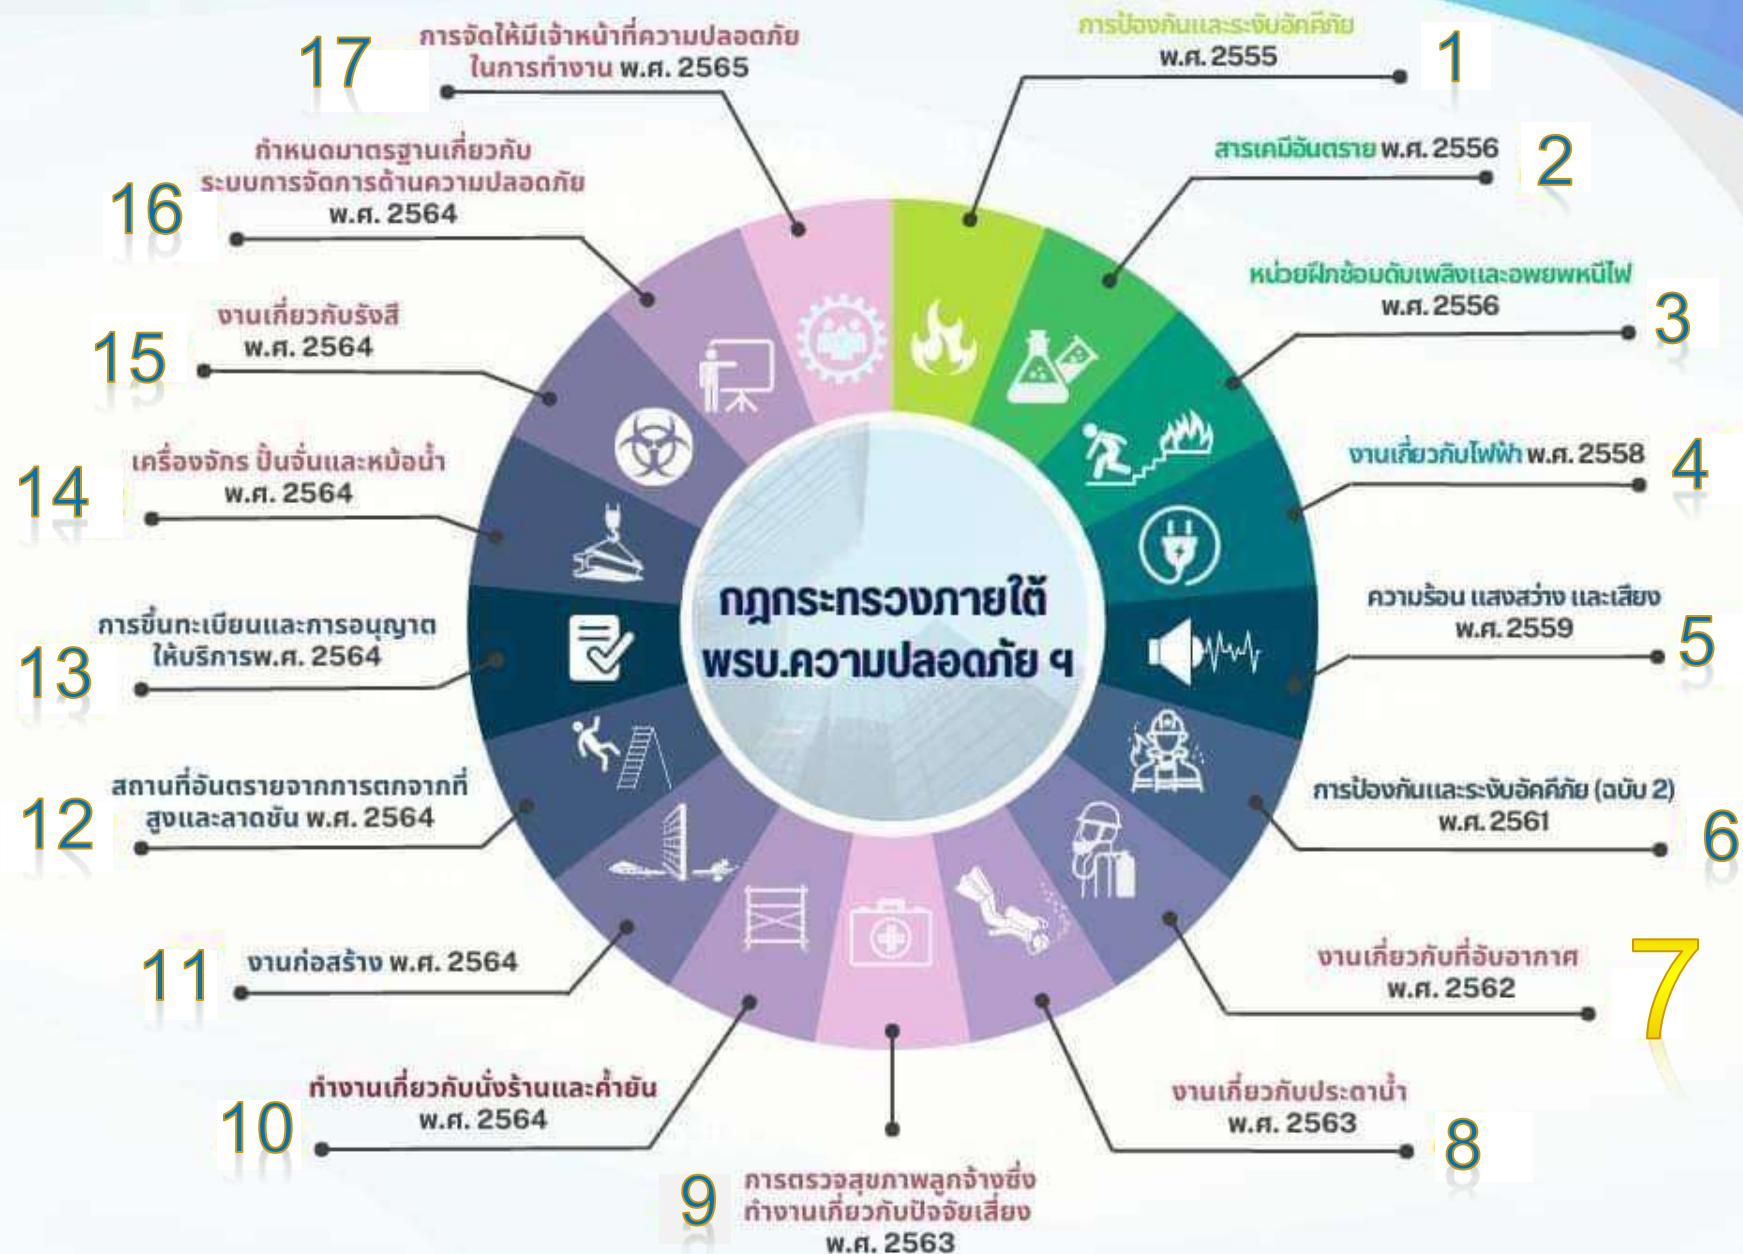 กฎกระทรวงภายใต้
พรบ.ความปลอดภัย ฯ
1
การป้องกันและระงับอัคคีภัย
พ.ศ. 2555
2
สารเคมีอันตราย พ.ศ. 2556
3
หน่วยฝึกซ้อมดับเพลิงและอพยพหนีไฟ
พ.ศ. 2556
4
งานเกี่ยวกับไฟฟ้า พ.ศ. 2558
5
ความร้อน แสงสว่าง และเสียง
พ.ศ. 2559
6
การป้องกันและระงับอัคคีภัย (ฉบับ 2)
พ.ศ. 2561
7
งานเกี่ยวกับที่อับอากาศ
พ.ศ. 2562
8
งานเกี่ยวกับประดาน้ำ
พ.ศ. 2563
9
การตรวจสุขภาพลูกจ้างซึ่ง
ทำงานเกี่ยวกับปัจจัยเสี่ยง
พ.ศ. 2563
10
ทำงานเกี่ยวกับนั่งร้านและค้ำยัน
พ.ศ. 2564
11
งานก่อสร้าง พ.ศ. 2564
12
สถานที่อันตรายจากการตกจากที่
สูงและลาดชัน พ.ศ. 2564
13
การขึ้นทะเบียนและการอนุญาต
ให้บริการพ.ศ. 2564
14
เครื่องจักร ปั้นจั่นและหม้อน้ำ
พ.ศ. 2564
15
งานเกี่ยวกับรังสี
พ.ศ. 2564
16
กำหนดมาตรฐานเกี่ยวกับ
ระบบการจัดการด้านความปลอดภัย
พ.ศ. 2564
17
การจัดให้มีเจ้าหน้าที่ความปลอดภัย
ในการทำงาน พ.ศ. 2565